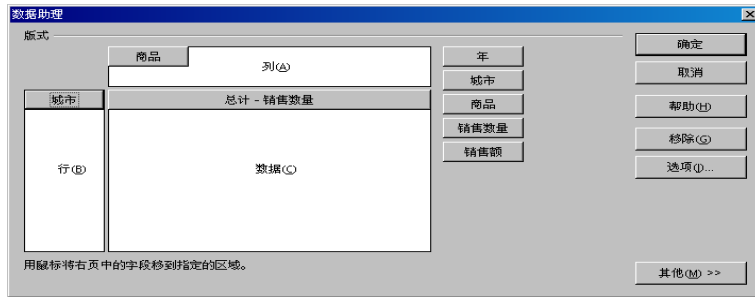 数据助理
版式
商品
列(A)
城市
总计 - 销售数量
行(B)
数据(C)
年
城市
商品
销售数量
销售额
确定
取消
帮助(H)
移除(G)
选项(I)...
用鼠标将右页中的字段移到指定的区域。
其他(M) >>